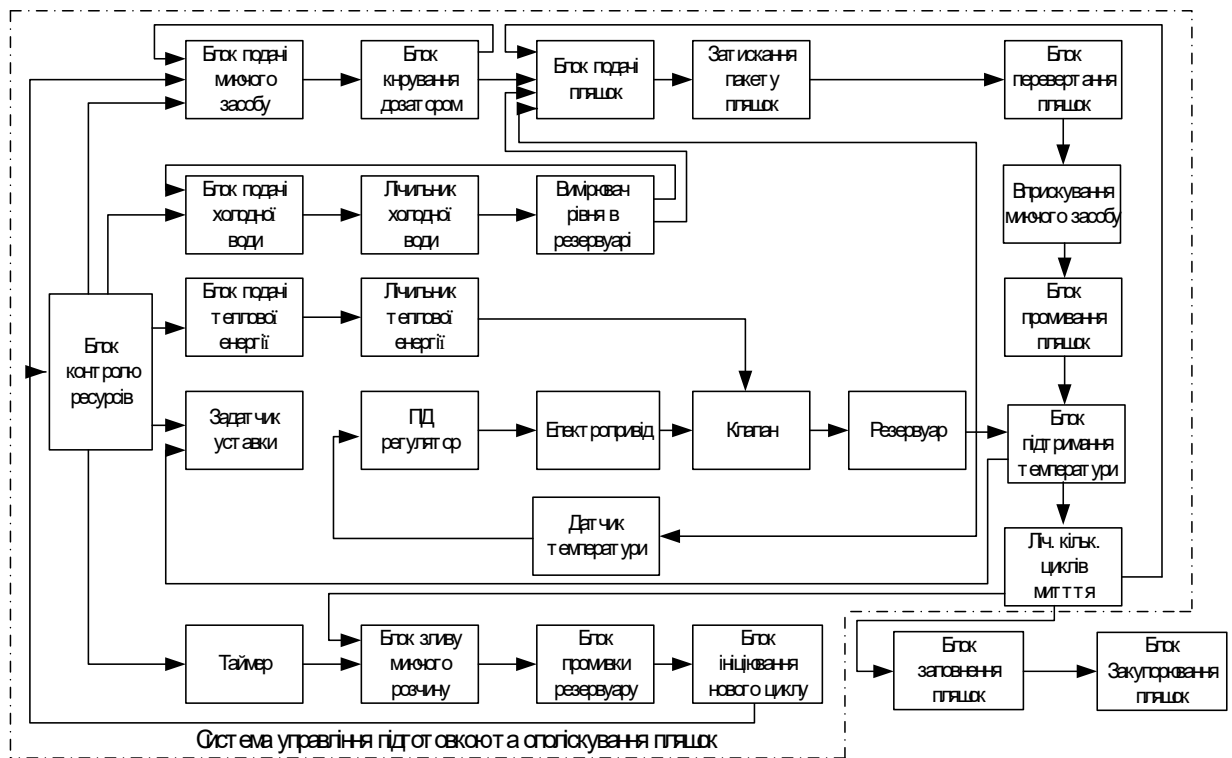 Блок подачі
миючого
засобу
Блок
кнрування
дозатором
Блок подачі
пляшок
Затискання
пакету
пляшок
Блок
перевертання
пляшок
Блок подачі
холодної
води
Лічильник
холодної
води
Вимірювач
рівня в
резервуарі
Вприскування
миючого засобу
Блок подачі
теплової
енергії
Лічильник
теплової
енергії
Блок
промивання
пляшок
Блок
контролю
ресурсів
Задатчик
уставки
ПІД
регулятор
Електропривід
Клапан
Резервуар
Блок
підтримання
температури
Датчик
температури
Ліч. кільк.
циклів
митття
Таймер
Блок зливу
миючого
розчину
Блок
промивки
резервуару
Блок
ініціювання
нового циклу
Блок
заповнення
пляшок
Блок
Закупорювання
пляшок
Система управління підготовкою та ополіскування пляшок